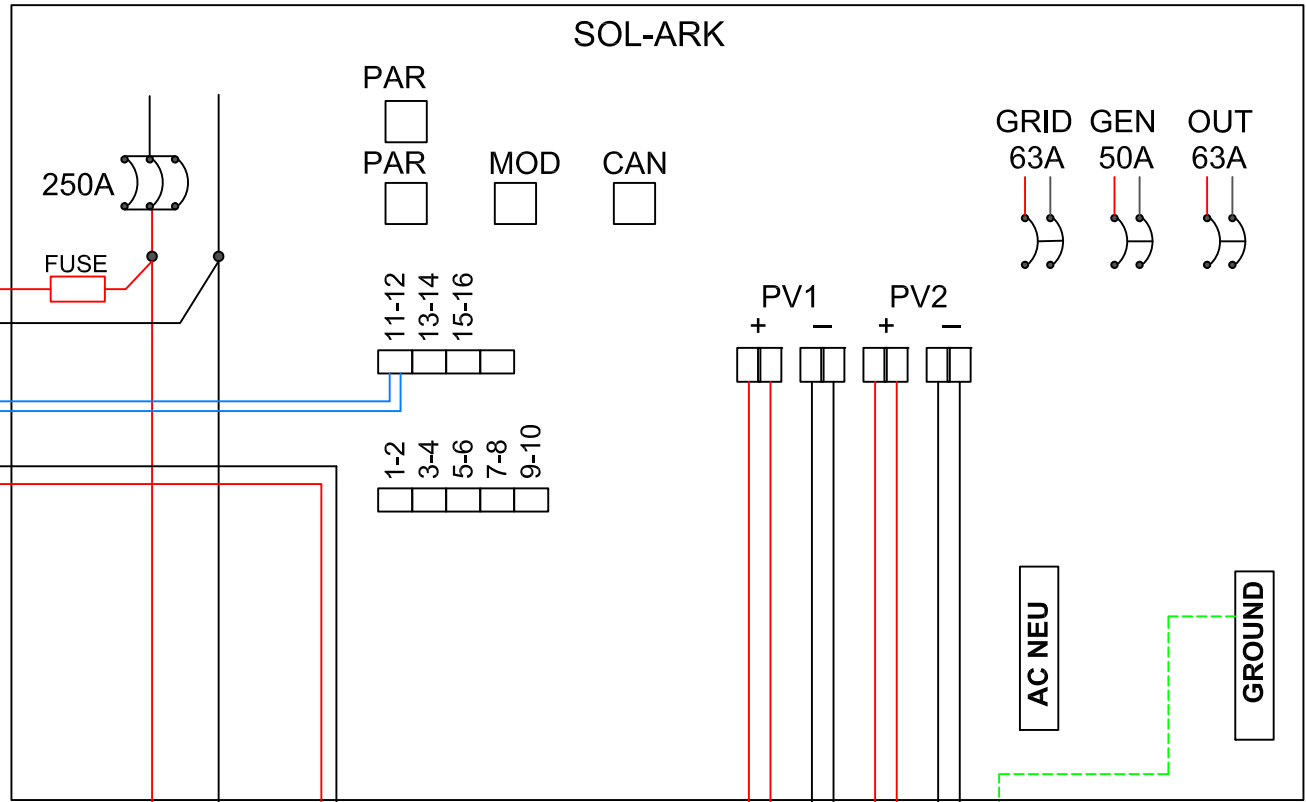 SOL-ARK
PAR
PAR MOD CAN
GRID GEN OUT
63A 50A 63A
250A
FUSE
11-12
13-14
15-16
PV1 PV2
+ − + −
1-2
3-4
5-6
7-8
9-10
AC NEU
GROUND